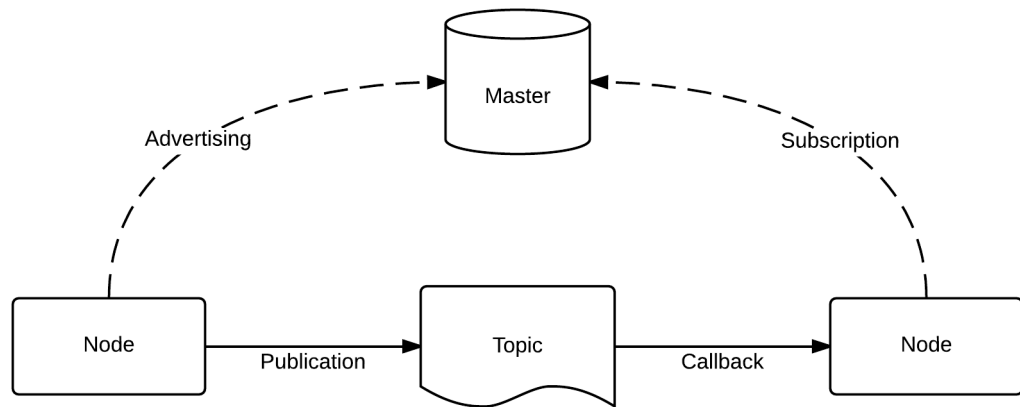 Master
Advertising
Subscription
Node
Publication
Topic
Callback
Node